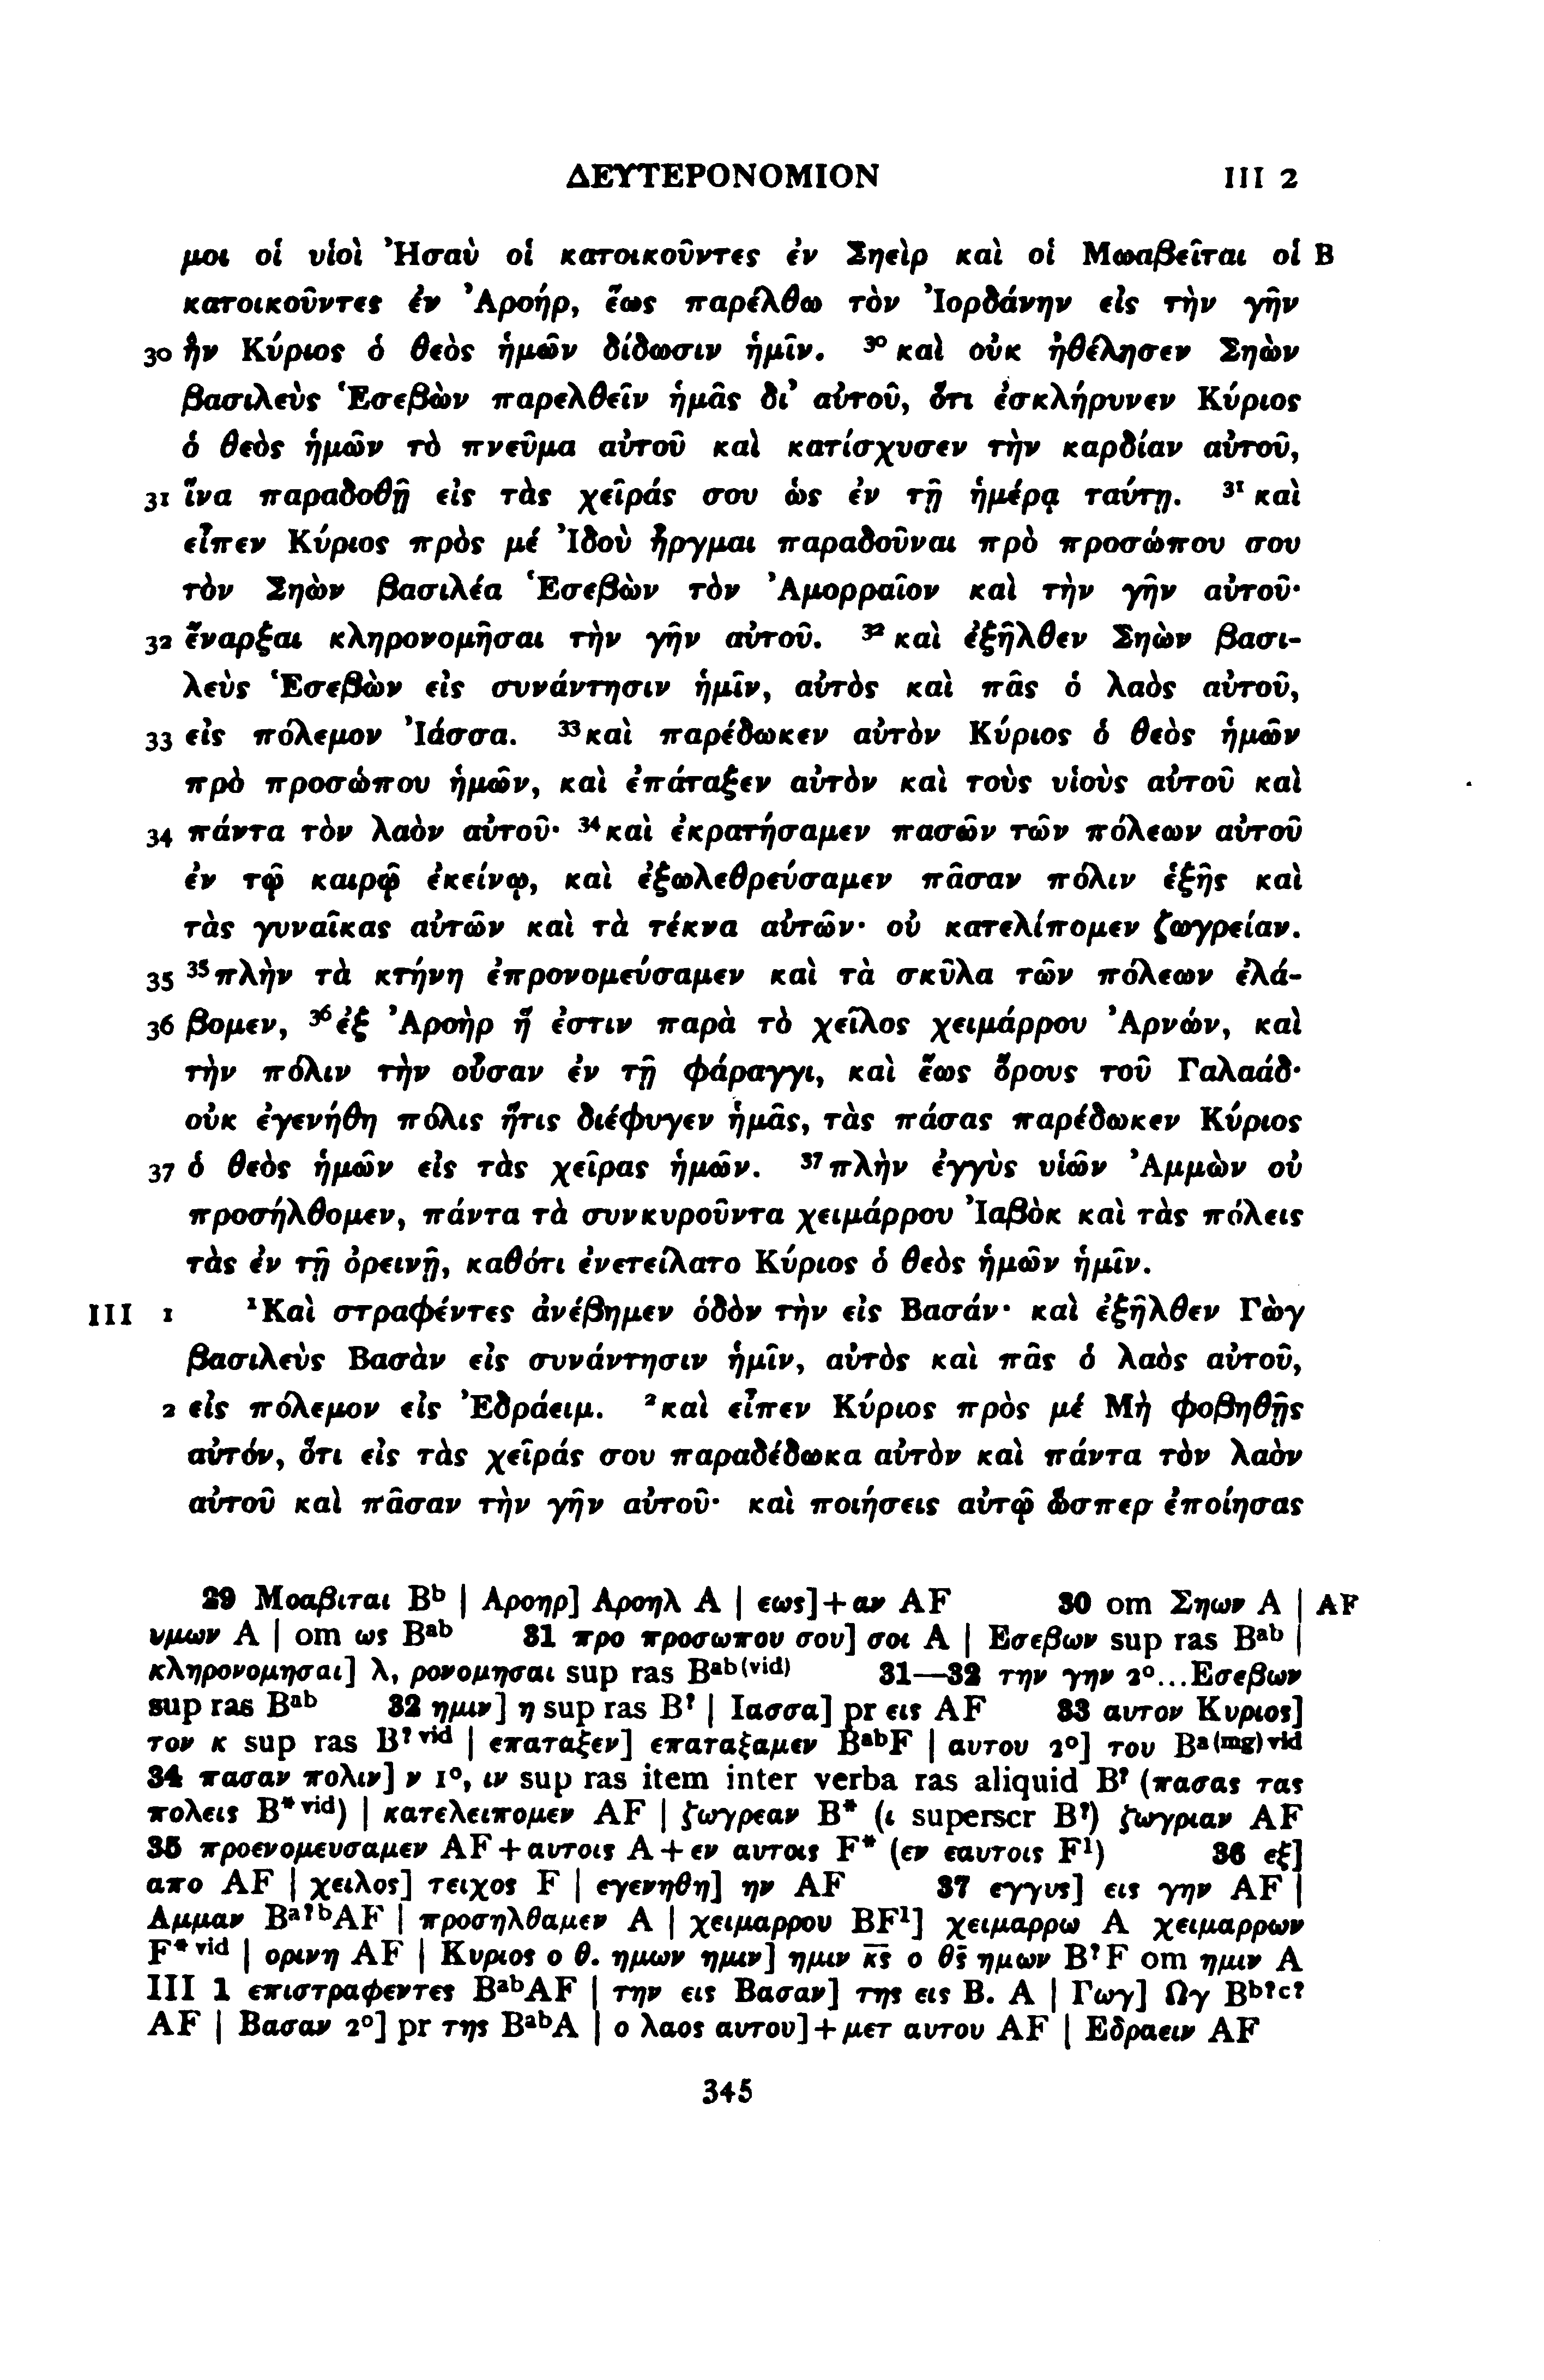 ΔΕΥΤΕΡΟΝΟΜΙΟΝ III 2
μοι οἱ υἱοὶ Ἠσαὺ οἱ κατοικοῦντες ἐν Σηεὶρ καὶ οἱ Μωαβεῖται οἱ B
κατοικοῦντες ἐν Ἀροήρ, ἕως παρέλθω τὸν Ἰορδάνην εἰς τὴν γῆν
30 ἣν Κύριος ὁ θεὸς ἡμῶν δίδωσιν ἡμῖν. ³⁰καὶ οὐκ ἠθέλησεν Σηὼν
βασιλεὺς Ἑσεβὼν παρελθεῖν ἡμᾶς δι’ αὐτοῦ, ὅτι ἐσκλήρυνεν Κύριος
ὁ θεὸς ἡμῶν τὸ πνεῦμα αὐτοῦ καὶ κατίσχυσεν τὴν καρδίαν αὐτοῦ,
31 ἵνα παραδοθῇ εἰς τὰς χεῖράς σου ὡς ἐν τῇ ἡμέρᾳ ταύτῃ. ³¹καὶ
εἶπεν Κύριος πρὸς μέ Ἰδοὺ ἦργμαι παραδοῦναι πρὸ προσώπου σου
τὸν Σηὼν βασιλέα Ἑσεβὼν τὸν Ἀμορραῖον καὶ τὴν γῆν αὐτοῦ·
32 ἔναρξαι κληρονομῆσαι τὴν γῆν αὐτοῦ. ³²καὶ ἐξῆλθεν Σηὼν βασι-
λεὺς Ἑσεβὼν εἰς συνάντησιν ἡμῖν, αὐτὸς καὶ πᾶς ὁ λαὸς αὐτοῦ,
33 εἰς πόλεμον Ἰάσσα. ³³καὶ παρέδωκεν αὐτὸν Κύριος ὁ θεὸς ἡμῶν
πρὸ προσώπου ἡμῶν, καὶ ἐπάταξεν αὐτὸν καὶ τοὺς υἱοὺς αὐτοῦ καὶ
34 πάντα τὸν λαὸν αὐτοῦ· ³⁴καὶ ἐκρατήσαμεν πασῶν τῶν πόλεων αὐτοῦ
ἐν τῷ καιρῷ ἐκείνῳ, καὶ ἐξωλεθρεύσαμεν πᾶσαν πόλιν ἑξῆς καὶ
τὰς γυναῖκας αὐτῶν καὶ τὰ τέκνα αὐτῶν· οὐ κατελίπομεν ζωγρείαν.
35 ³⁵πλὴν τὰ κτήνη ἐπρονομεύσαμεν καὶ τὰ σκῦλα τῶν πόλεων ἐλά-
36 βομεν, ³⁶ἐξ Ἀροὴρ ἥ ἐστιν παρὰ τὸ χεῖλος χειμάρρου Ἀρνών, καὶ
τὴν πόλιν τὴν οὖσαν ἐν τῇ φάραγγι, καὶ ἕως ὄρους τοῦ Γαλαάδ·
οὐκ ἐγενήθη πόλις ἥτις διέφυγεν ἡμᾶς, τὰς πάσας παρέδωκεν Κύριος
37 ὁ θεὸς ἡμῶν εἰς τὰς χεῖρας ἡμῶν. ³⁷πλὴν ἐγγὺς υἱῶν Ἀμμὼν οὐ
προσήλθομεν, πάντα τὰ συνκυροῦντα χειμάρρου Ἰαβὸκ καὶ τὰς πόλεις
τὰς ἐν τῇ ὀρεινῇ, καθότι ἐνετείλατο Κύριος ὁ θεὸς ἡμῶν ἡμῖν.
III 1 ¹Καὶ στραφέντες ἀνέβημεν ὁδὸν τὴν εἰς Βασάν· καὶ ἐξῆλθεν Γὼγ
βασιλεὺς Βασὰν εἰς συνάντησιν ἡμῖν, αὐτὸς καὶ πᾶς ὁ λαὸς αὐτοῦ,
2 εἰς πόλεμον εἰς Ἐδράειμ. ²καὶ εἶπεν Κύριος πρὸς μέ Μὴ φοβηθῇς
αὐτόν, ὅτι εἰς τὰς χεῖράς σου παραδέδωκα αὐτὸν καὶ πάντα τὸν λαὸν
αὐτοῦ καὶ πᾶσαν τὴν γῆν αὐτοῦ· καὶ ποιήσεις αὐτῷ ὥσπερ ἐποίησας
29 Μοαβιται Bᵇ | Αροηρ] Αροηλ A | εως]+αν AF 30 om Σηων A | AF
υμων A | om ως Bᵃᵇ 31 προ προσωπου σου] σοι A | Εσεβων sup ras Bᵃᵇ |
κληρονομησαι] λ, ρονομησαι sup ras Bᵃᵇ⁽ᵛⁱᵈ⁾ 31—32 την γην 2°...Εσεβων
sup ras Bᵃᵇ 32 ημιν] η sup ras B? | Ιασσα] pr εις AF 33 αυτον Κυριος]
τον κ sup ras B? ᵛⁱᵈ | επαταξεν] επαταξαμεν BᵃᵇF | αυτου 2°] του Bᵃ⁽ᵐᵍ⁾ᵛⁱᵈ
34 πασαν πολιν] ν 1°, ιν sup ras item inter verba ras aliquid B? (πασας τας
πολεις B* ᵛⁱᵈ) | κατελειπομεν AF | ζωγρεαν B* (ι superscr B?) ζωγριαν AF
35 προενομευσαμεν AF+αυτοις A+εν αυτοις F* (εν εαυτοις F¹) 36 εξ]
απο AF | χειλος] τειχος F | εγενηθη] ην AF 37 εγγυς] εις γην AF |
Αμμαν Bᵃ?ᵇAF | προσηλθαμεν A | χειμαρρου BF¹] χειμαρρω A χειμαρρων
F* ᵛⁱᵈ | ορινη AF | Κυριος ο θ. ημων ημιν] ημιν κ̅ς̅ ο θ̅ς̅ ημων B?F om ημιν A
III 1 επιστραφεντες BᵃᵇAF | την εις Βασαν] της εις Β. A | Γωγ] Ωγ Bᵇ?ᶜ?
AF | Βασαν 2°] pr της BᵃᵇA | ο λαος αυτου]+μετ αυτου AF | Εδραειν AF
345